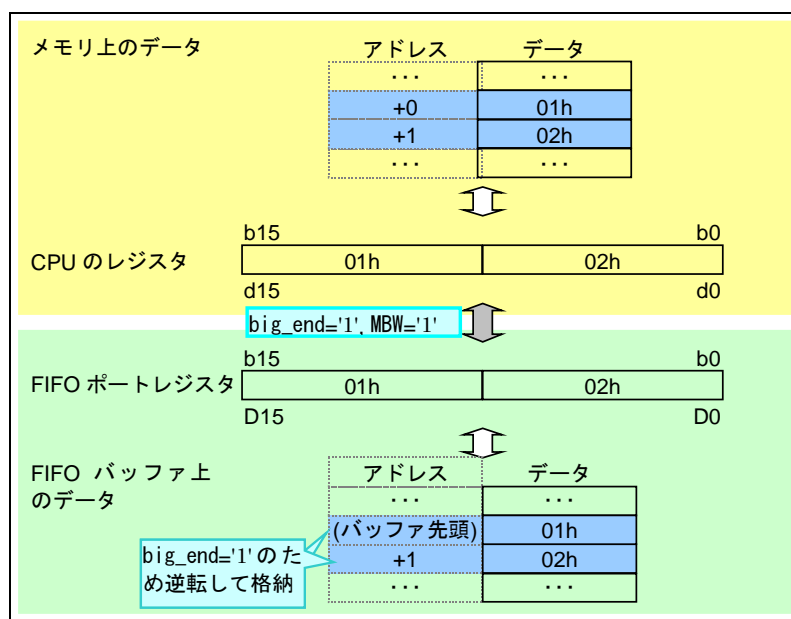 メモリ上のデータ
アドレス データ
・・・ ・・・
+0 01h
+1 02h
・・・ ・・・
b15 b0
CPU のレジスタ 01h 02h
d15 d0
big_end='1', MBW='1'
b15 b0
FIFO ポートレジスタ 01h 02h
D15 D0
FIFO バッファ上
のデータ
アドレス データ
・・・ ・・・
(バッファ先頭) 01h
+1 02h
・・・ ・・・
big_end='1'のた
め逆転して格納